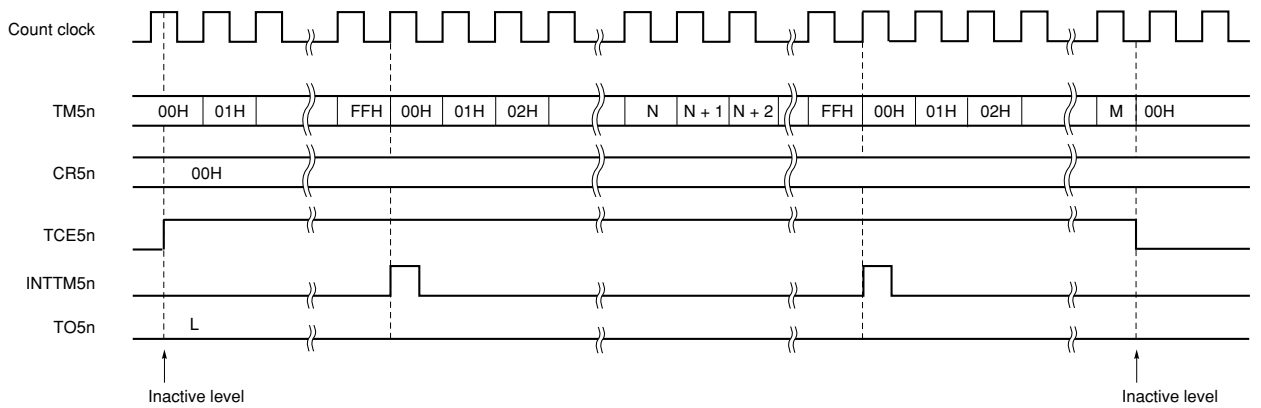 Count clock
TM5n 00H 01H FFH 00H 01H 02H N N + 1 N + 2 FFH 00H 01H 02H M 00H
CR5n 00H
TCE5n
INTTM5n
TO5n L
Inactive level Inactive level